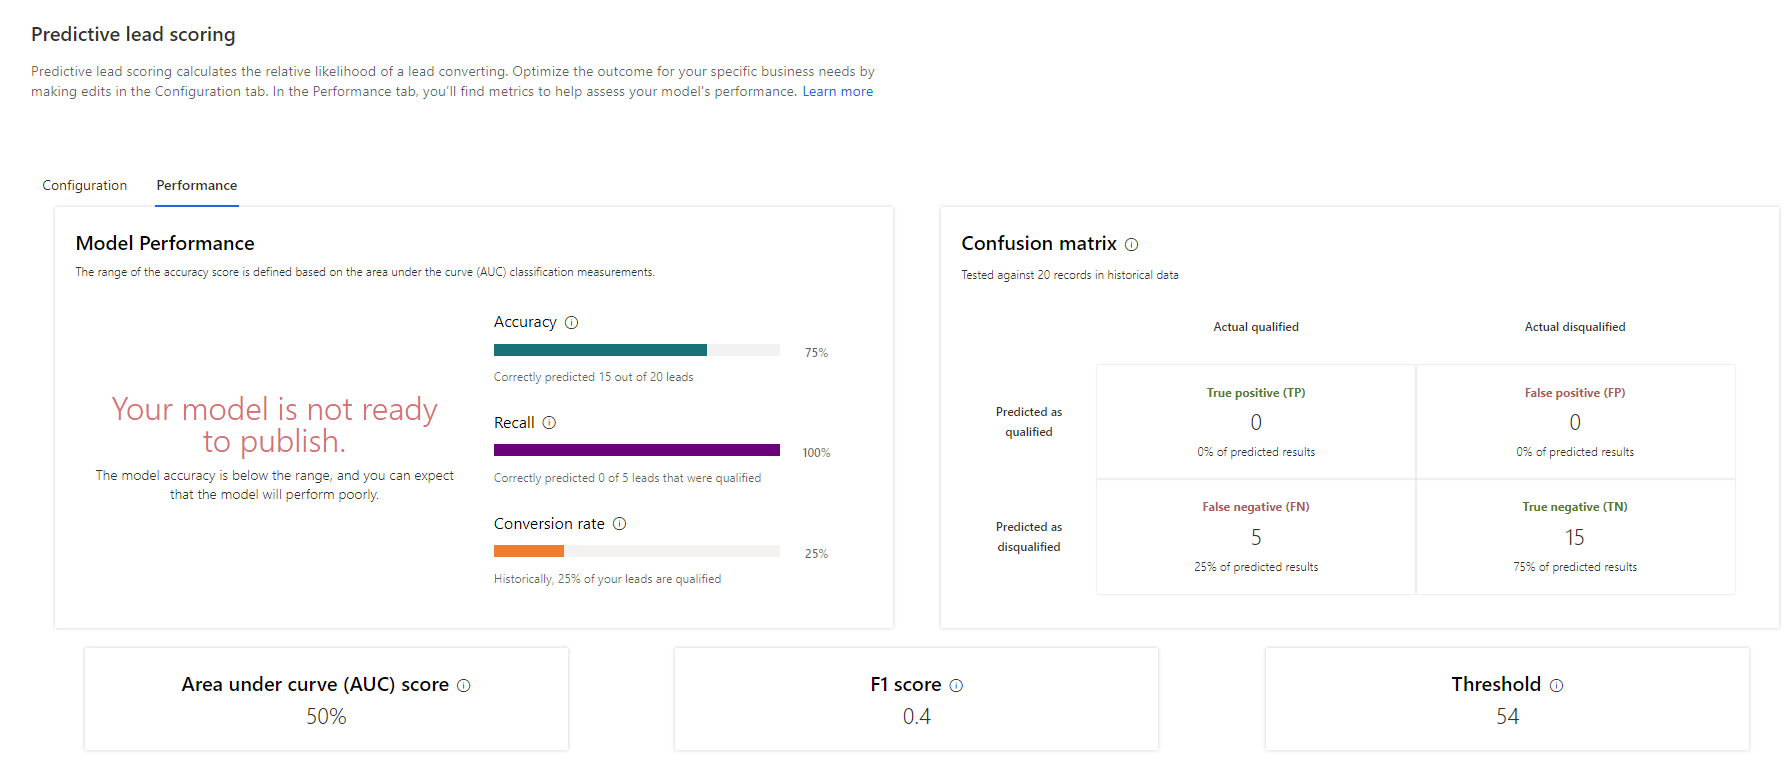 Predictive lead scoring
Predictive lead scoring calculates the relative likelihood of a lead converting. Optimize the outcome for your specific business needs by
making edits in the Configuration tab. In the Performance tab, you'll find metrics to help assess your model's performance. Learn more
Configuration Performance
Model Performance
The range of the accuracy score is defined based on the area under the curve (AUC) classification measurements.
Your model is not ready
to publish.
The model accuracy is below the range, and you can expect
that the model will perform poorly.
Accuracy
75%
Correctly predicted 15 out of 20 leads
Recall
100%
Correctly predicted 0 of 5 leads that were qualified
Conversion rate
25%
Historically, 25% of your leads are qualified
Confusion matrix
Tested against 20 records in historical data
Actual qualified
Actual disqualified
Predicted as
qualified
True positive (TP)
0
0% of predicted results
False positive (FP)
0
0% of predicted results
Predicted as
disqualified
False negative (FN)
5
25% of predicted results
True negative (TN)
15
75% of predicted results
Area under curve (AUC) score
50%
F1 score
0.4
Threshold
54